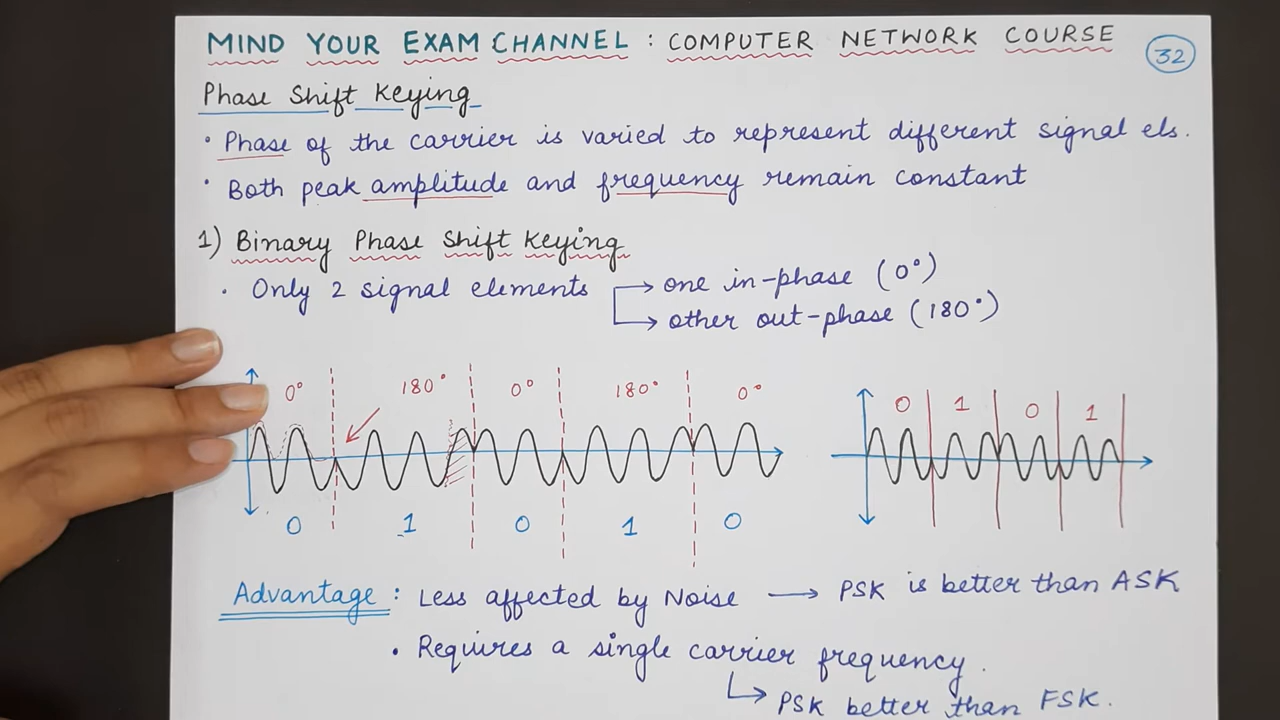 MIND YOUR EXAM CHANNEL : COMPUTER NETWORK COURSE
32
Phase Shift Keying
• Phase of the carrier is varied to represent different signal els.
• Both peak amplitude and frequency remain constant
1) Binary Phase Shift Keying
• Only 2 signal elements → one in-phase (0°)
→ other out-phase (180°)
0° 180° 0° 180° 0°
0 1 0 1 0
0 1 0 1
Advantage : Less affected by Noise → PSK is better than ASK
• Requires a single carrier frequency.
→ PSK better than FSK.